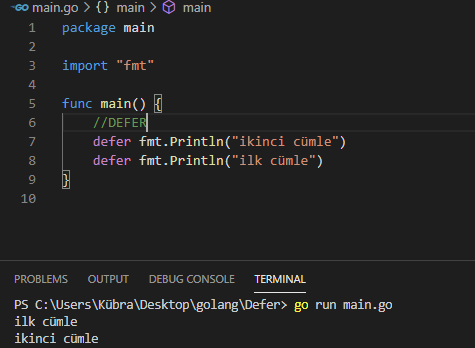 main.go > {} main > main
1 package main
2
3 import "fmt"
4
5 func main() {
6 //DEFER
7 defer fmt.Println("ikinci cümle")
8 defer fmt.Println("ilk cümle")
9 }
10
PROBLEMS OUTPUT DEBUG CONSOLE TERMINAL
PS C:\Users\Kübra\Desktop\golang\Defer> go run main.go
ilk cümle
ikinci cümle